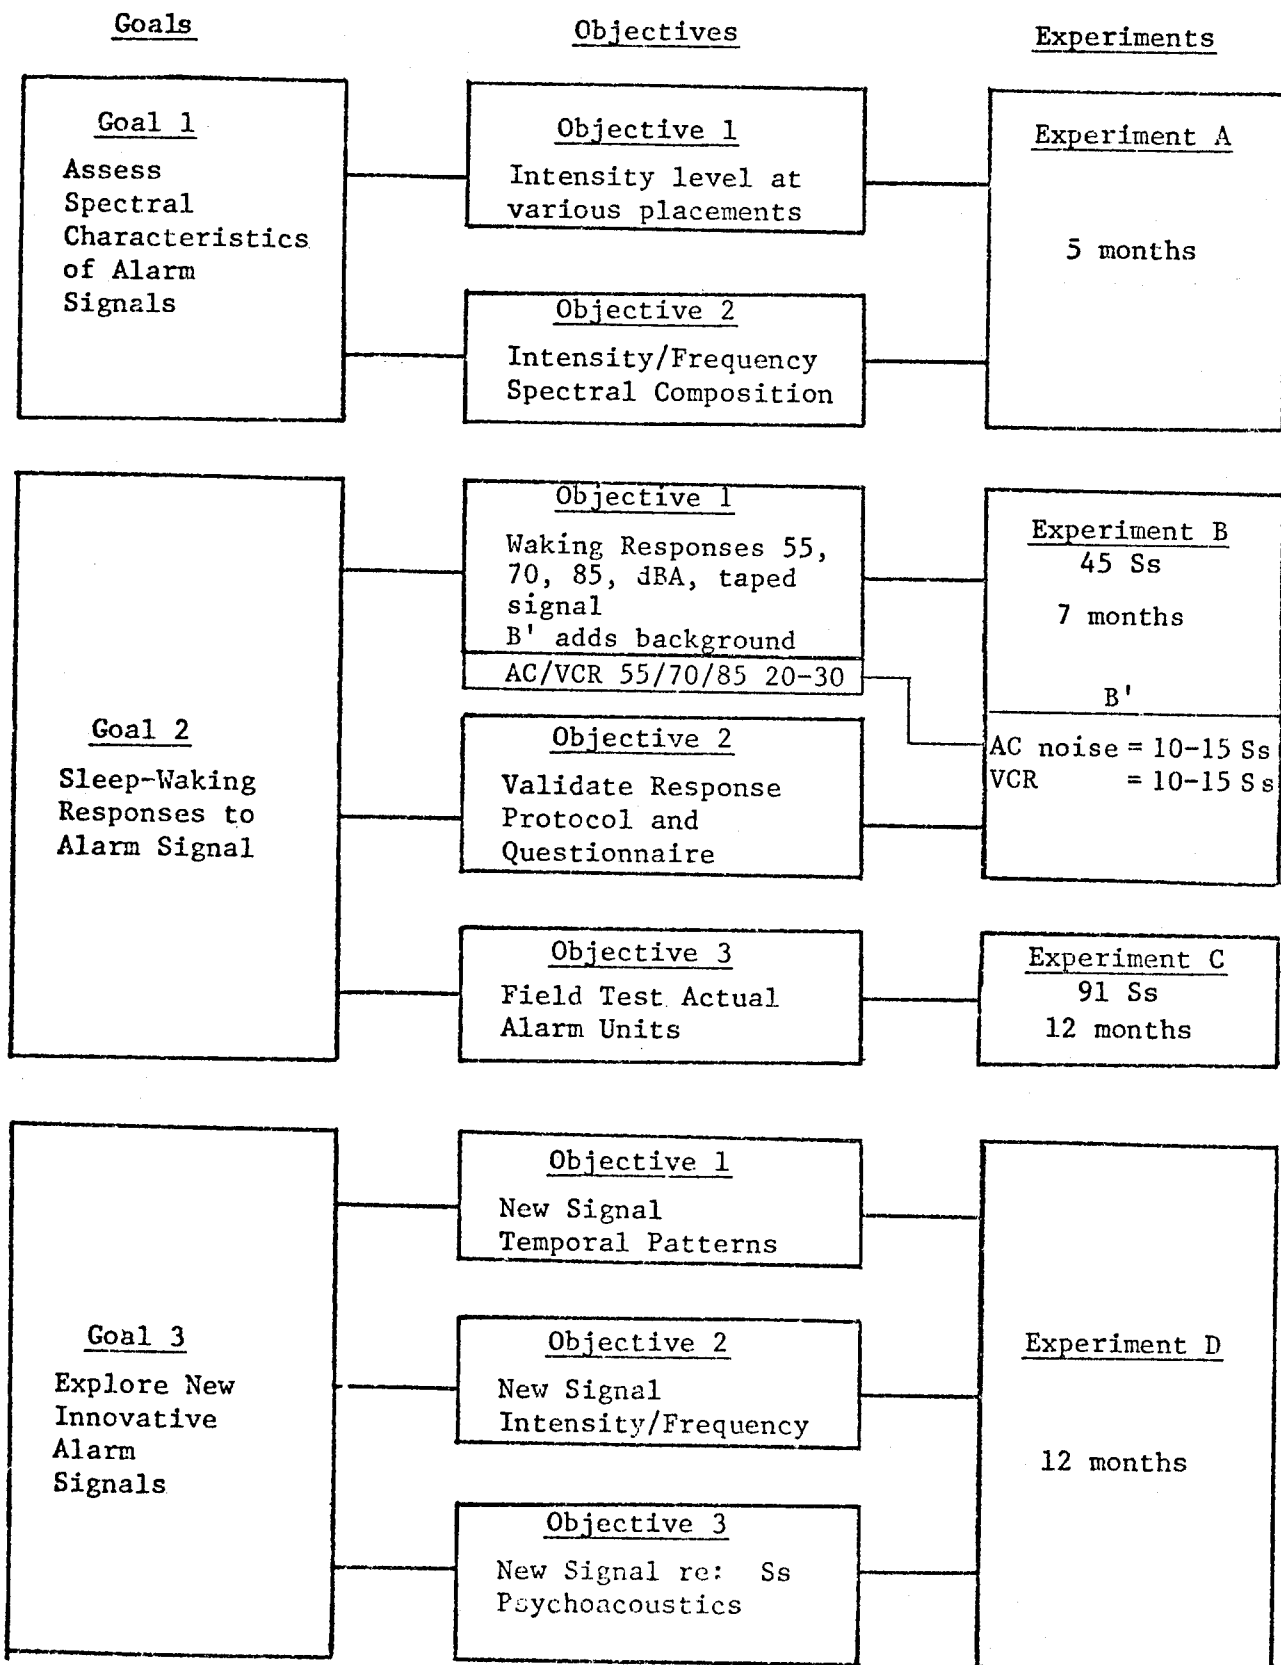 Goals
Objectives
Experiments
Goal 1
Assess
Spectral
Characteristics
of Alarm
Signals
Objective 1
Intensity level at
various placements
Objective 2
Intensity/Frequency
Spectral Composition
Experiment A
5 months
Goal 2
Sleep-Waking
Responses to
Alarm Signal
Objective 1
Waking Responses 55,
70, 85, dBA, taped
signal
B' adds background
AC/VCR 55/70/85 20-30
Objective 2
Validate Response
Protocol and
Questionnaire
Objective 3
Field Test Actual
Alarm Units
Experiment B
45 Ss
7 months
B'
AC noise = 10-15 Ss
VCR = 10-15 Ss
Experiment C
91 Ss
12 months
Goal 3
Explore New
Innovative
Alarm
Signals
Objective 1
New Signal
Temporal Patterns
Objective 2
New Signal
Intensity/Frequency
Objective 3
New Signal re: Ss
Psychoacoustics
Experiment D
12 months